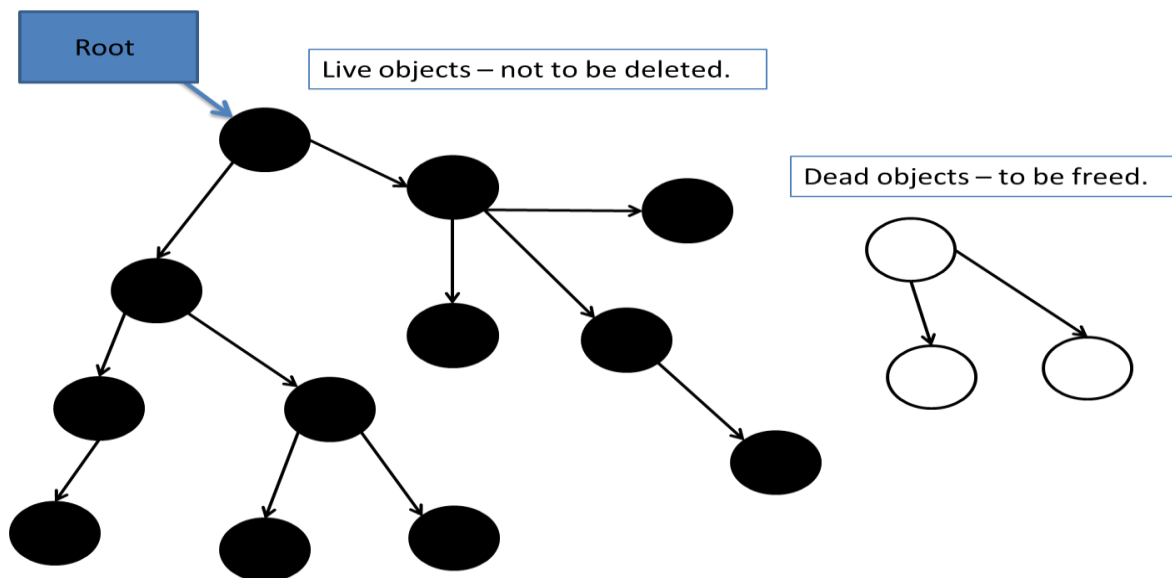 Root
Live objects – not to be deleted.
Dead objects – to be freed.